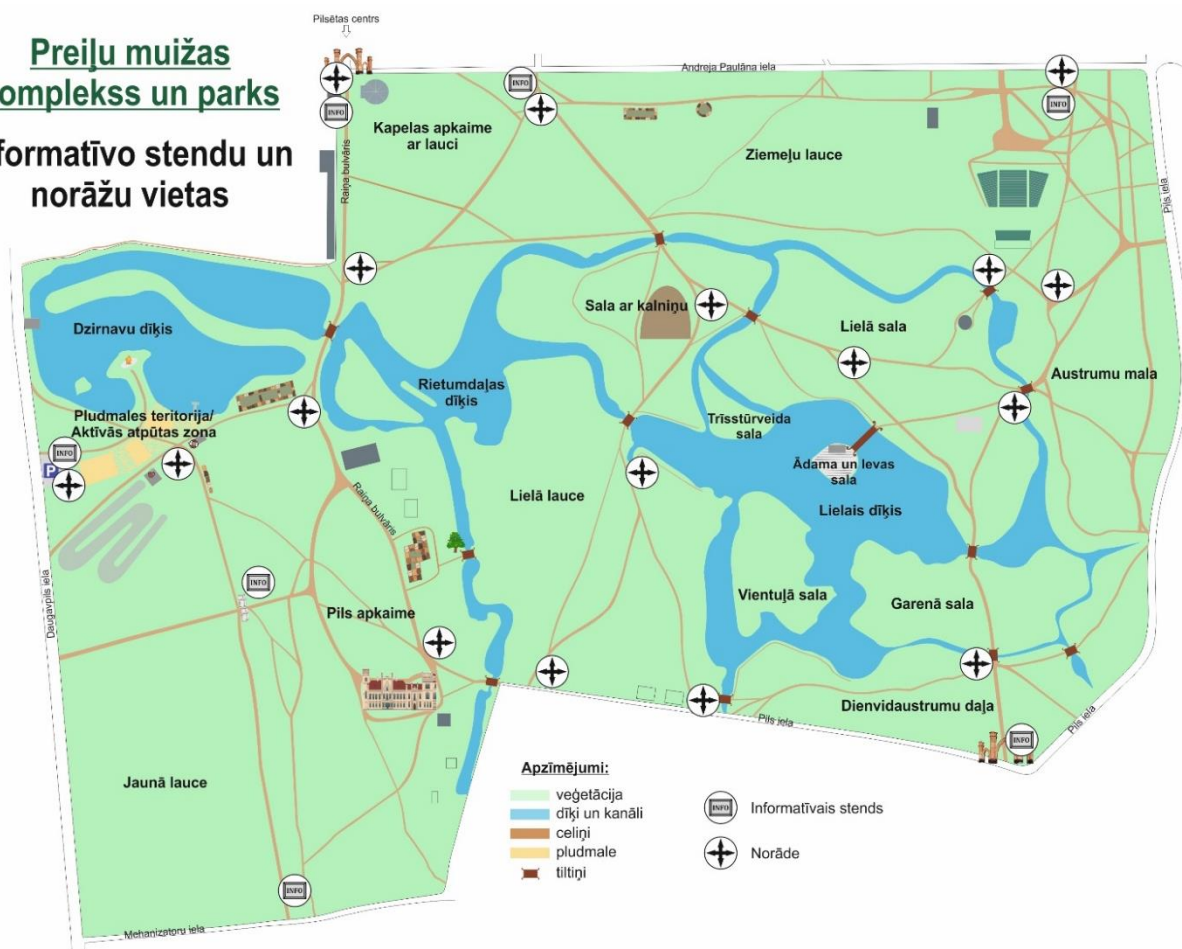 Pilsētas centrs
Preiļu muižas
omplekss un parks
formatīvo stendu un
norāžu vietas
Andreja Paulāna iela
INFO
INFO
INFO
Kapelas apkaime
ar lauci
Ziemeļu lauce
Raiņa bulvāris
Pils iela
Dzirnavu dīķis
Sala ar kalniņu
Lielā sala
Rietumdaļas
dīķis
Austrumu mala
Pludmales teritorija/
Aktīvās atpūtas zona
INFO
P
Trīsstūrveida
sala
Ādama un Ievas
sala
Lielā lauce
Lielais dīķis
Raiņa bulvāris
INFO
Daugavpils iela
Pils apkaime
Vientuļā sala
Garenā sala
Dienvidaustrumu daļa
Pils iela
Pils iela
INFO
Jaunā lauce
INFO
Mehanizatoru iela
Apzīmējumi:
veģetācija
dīķi un kanāli
celiņi
pludmale
tiltiņi
INFO
Informatīvais stends
Norāde